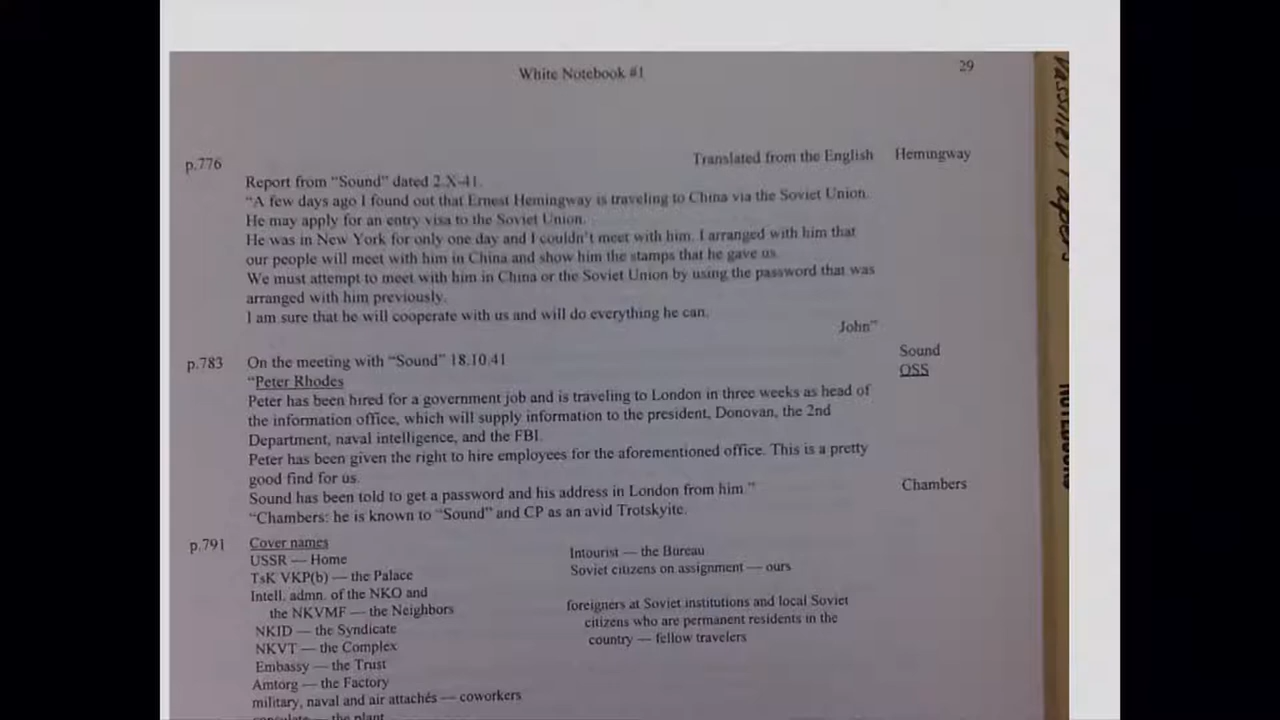 White Notebook #1
29
Vassiliev Papers
NOTEBOOKS
p.776
Translated from the English Hemingway
Report from "Sound" dated 2.X-41.
"A few days ago I found out that Ernest Hemingway is traveling to China via the Soviet Union.
He may apply for an entry visa to the Soviet Union.
He was in New York for only one day and I couldn't meet with him. I arranged with him that
our people will meet with him in China and show him the stamps that he gave us.
We must attempt to meet with him in China or the Soviet Union by using the password that was
arranged with him previously.
I am sure that he will cooperate with us and will do everything he can.
John"
Sound
OSS
p.783 On the meeting with "Sound" 18.10.41
"Peter Rhodes
Peter has been hired for a government job and is traveling to London in three weeks as head of
the information office, which will supply information to the president, Donovan, the 2nd
Department, naval intelligence, and the FBI.
Peter has been given the right to hire employees for the aforementioned office. This is a pretty
good find for us.
Sound has been told to get a password and his address in London from him."
Chambers
"Chambers: he is known to "Sound" and CP as an avid Trotskyite.
p.791 Cover names
USSR — Home
TsK VKP(b) — the Palace
Intell. admn. of the NKO and
the NKVMF — the Neighbors
NKID — the Syndicate
NKVT — the Complex
Embassy — the Trust
Amtorg — the Factory
military, naval and air attachés — coworkers
consulate — the plant
Intourist — the Bureau
Soviet citizens on assignment — ours
foreigners at Soviet institutions and local Soviet
citizens who are permanent residents in the
country — fellow travelers